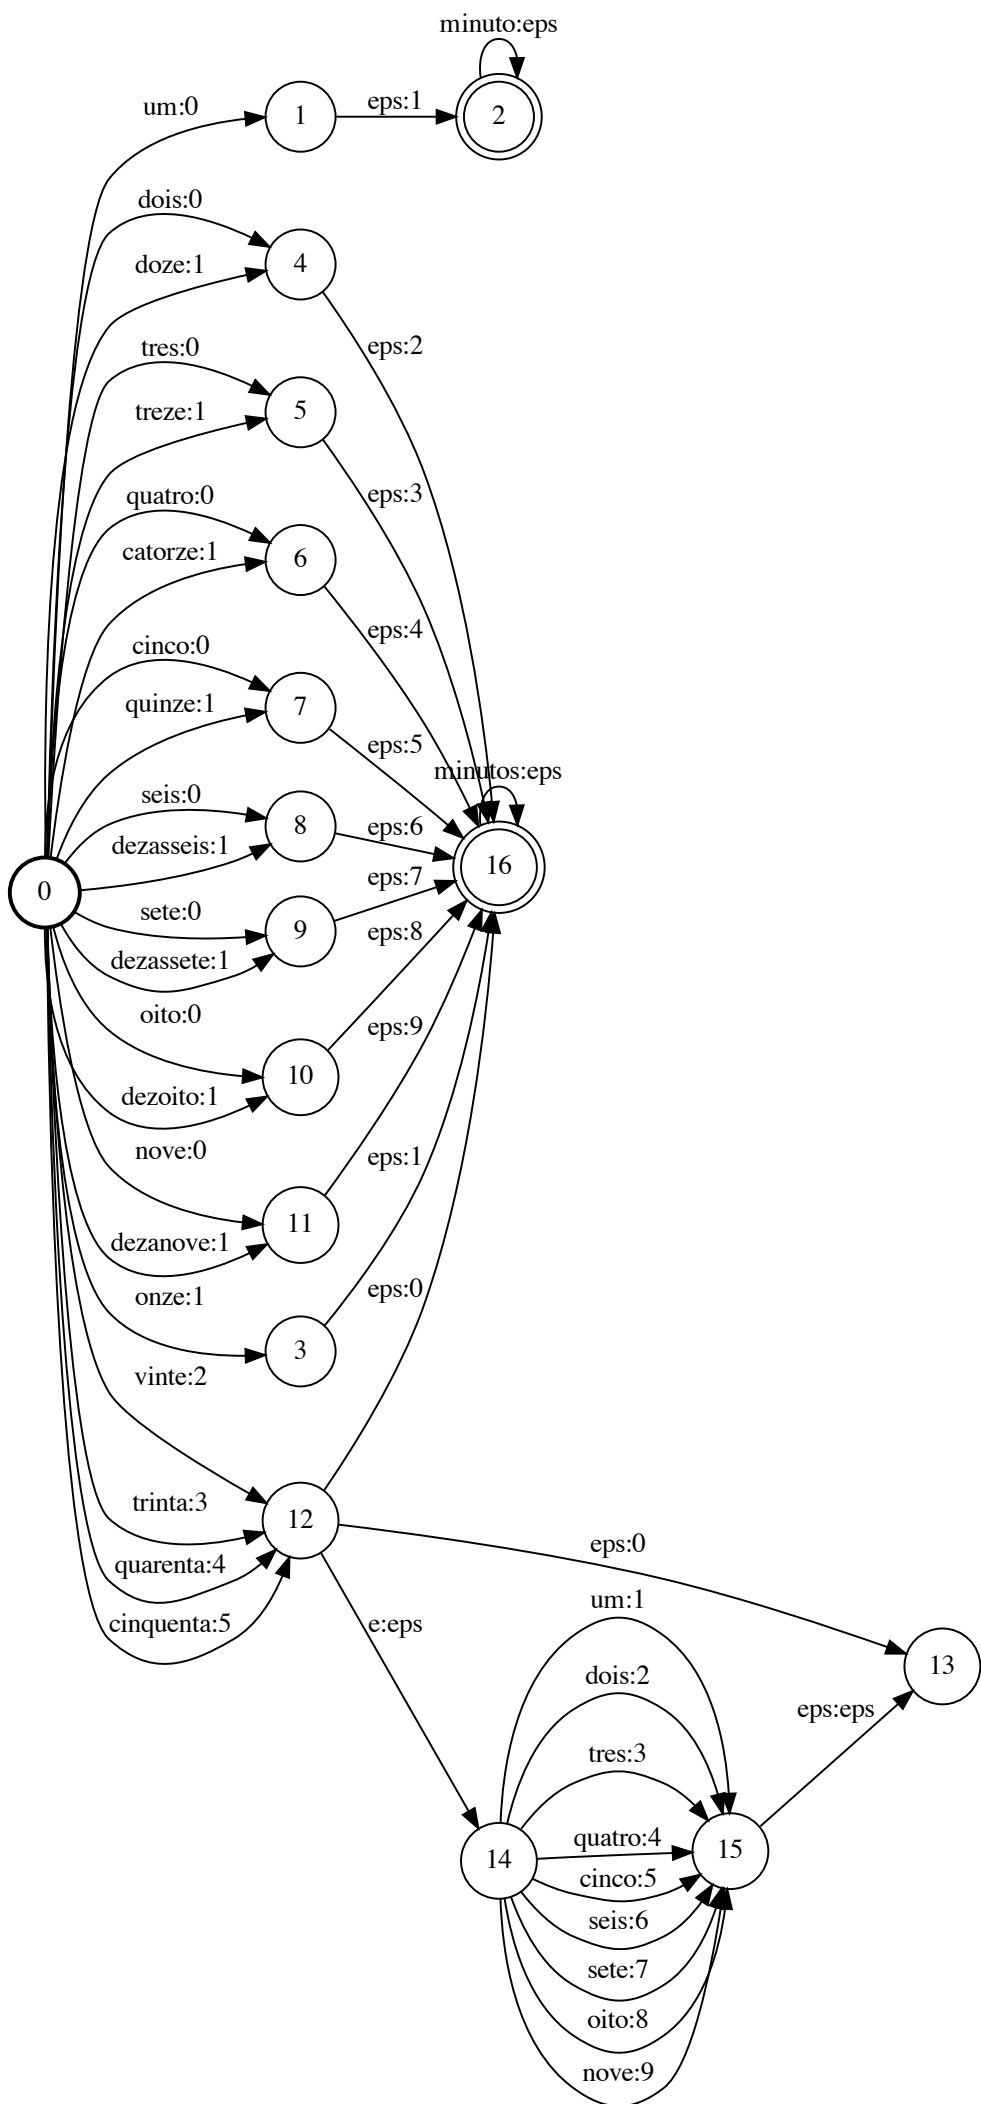 minuto:eps
um:0
1
eps:1
2
dois:0
doze:1
4
eps:2
tres:0
treze:1
5
eps:3
quatro:0
catorze:1
6
eps:4
cinco:0
quinze:1
7
eps:5
minutos:eps
seis:0
dezasseis:1
8
eps:6
16
0
sete:0
dezassete:1
9
eps:7
oito:0
dezoito:1
10
eps:8
nove:0
dezanove:1
11
eps:9
onze:1
3
eps:1
vinte:2
trinta:3
quarenta:4
cinquenta:5
12
eps:0
eps:0
e:eps
13
um:1
dois:2
tres:3
quatro:4
cinco:5
seis:6
sete:7
oito:8
nove:9
14
15
eps:eps